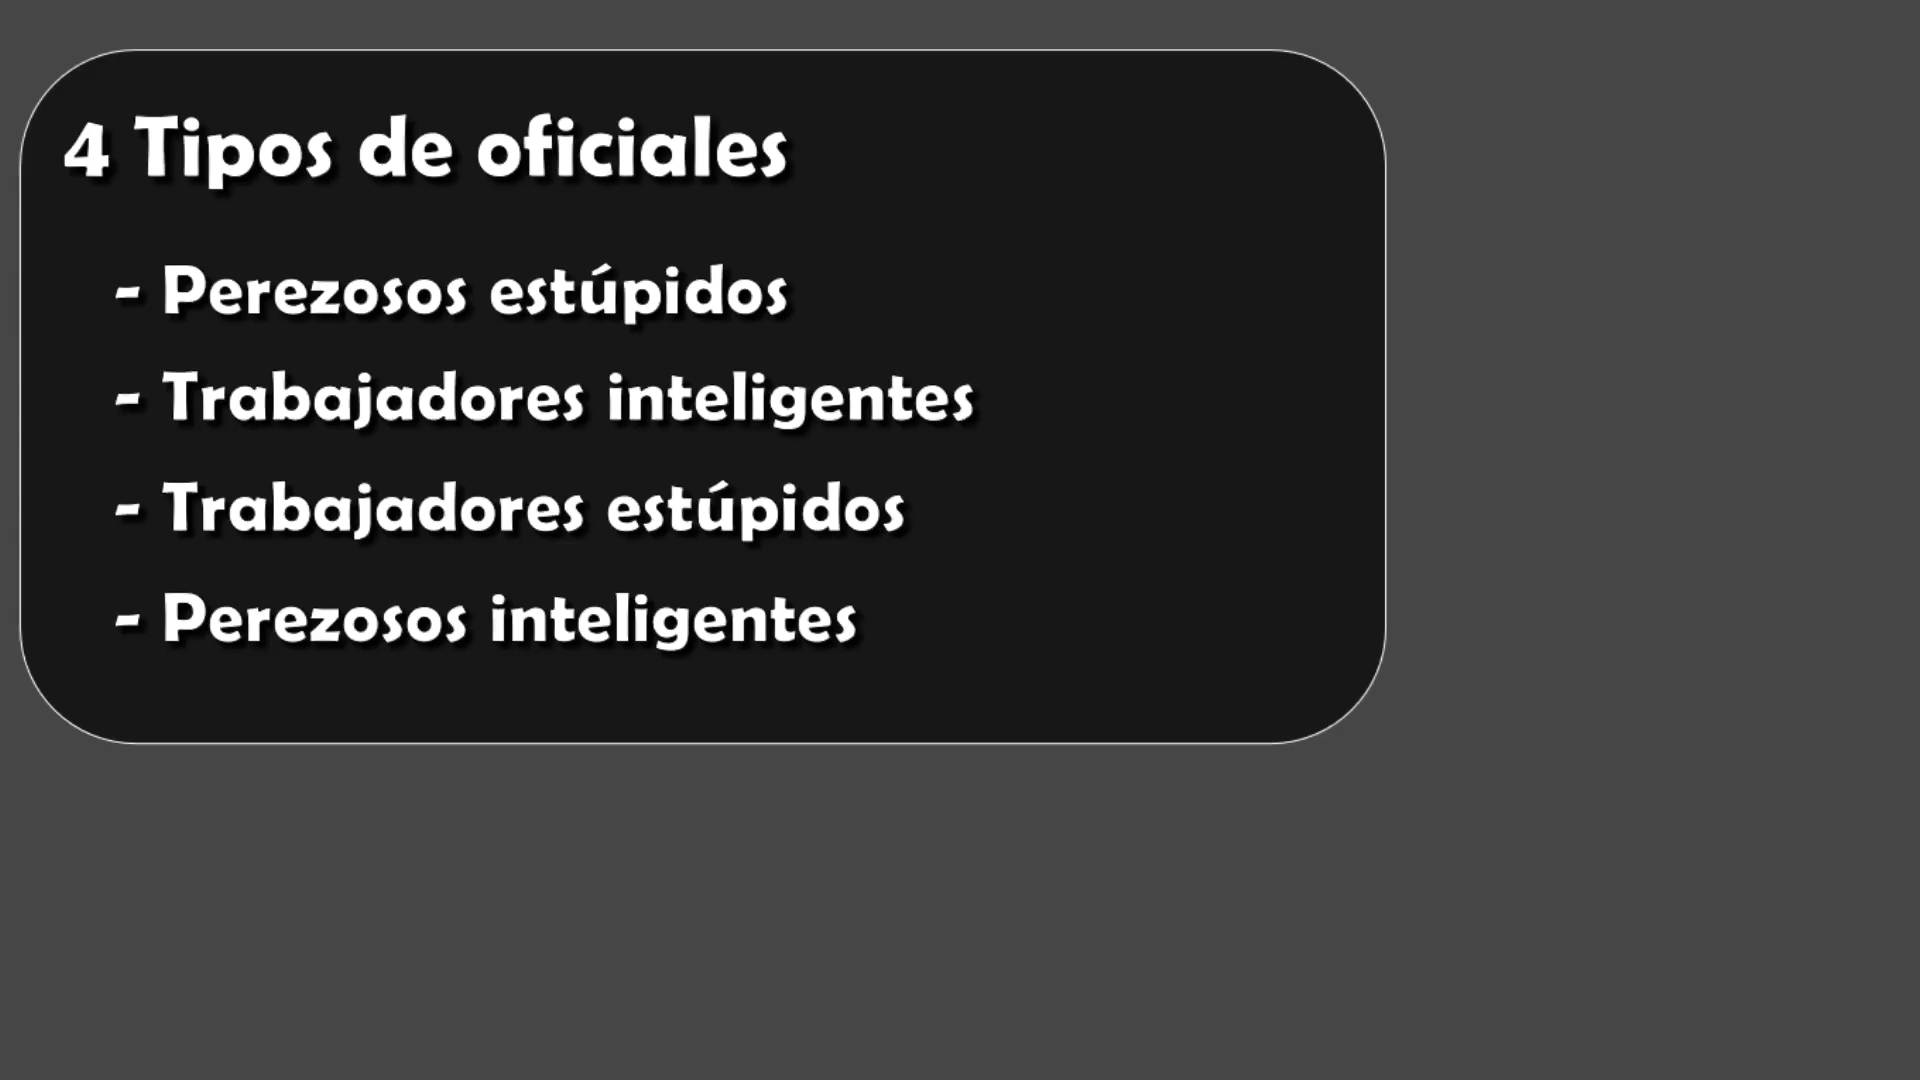 4 Tipos de oficiales
- Perezosos estúpidos
- Trabajadores inteligentes
- Trabajadores estúpidos
- Perezosos inteligentes